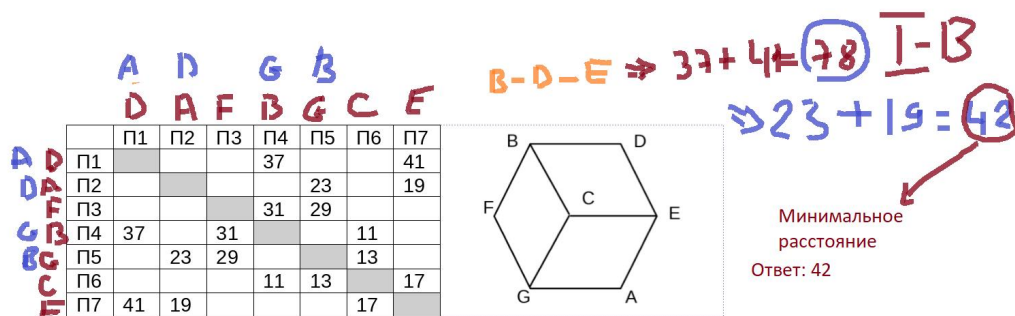 B-D-E ⇒ 37+41=78 I-B
⇒ 23+19=42
A D G B
D A F B G C E
П1 П2 П3 П4 П5 П6 П7
A D П1 37 41
D A П2 23 19
F П3 31 29
G B П4 37 31 11
B G П5 23 29 13
C П6 11 13 17
E П7 41 19 17
B D
F C E
G A
Минимальное
расстояние
Ответ: 42